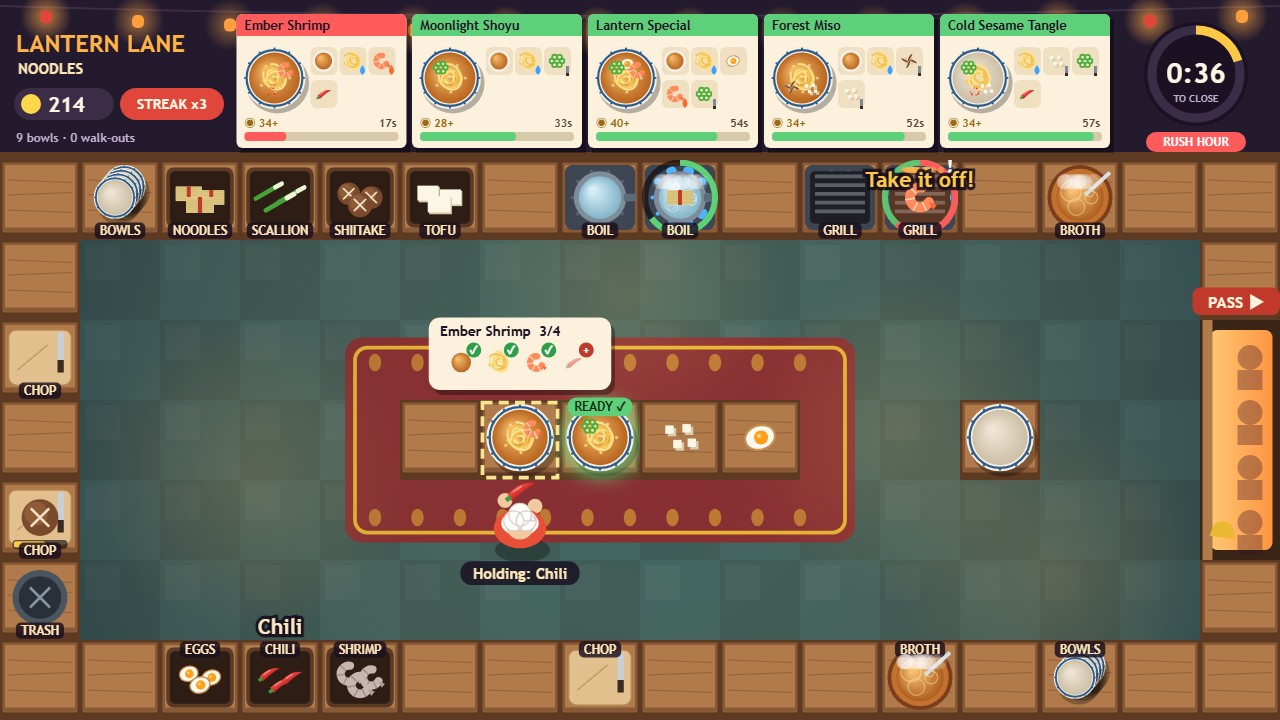 LANTERN LANE
NOODLES
214
STREAK x3
9 bowls · 0 walk-outs
Ember Shrimp
34+
17s
Moonlight Shoyu
28+
33s
Lantern Special
40+
54s
Forest Miso
34+
52s
Cold Sesame Tangle
34+
57s
0:36
TO CLOSE
RUSH HOUR
Take it off!
!
BOWLS
NOODLES
SCALLION
SHIITAKE
TOFU
BOIL
BOIL
GRILL
GRILL
BROTH
PASS
Ember Shrimp 3/4
CHOP
READY ✓
CHOP
Holding: Chili
TRASH
Chili
EGGS
CHILI
SHRIMP
CHOP
BROTH
BOWLS